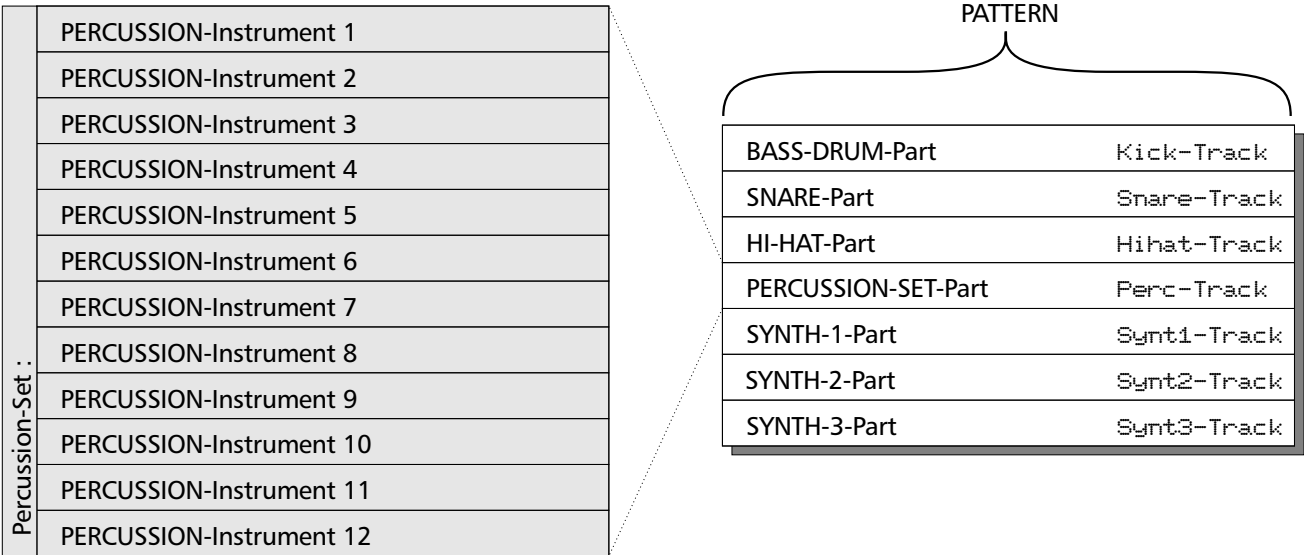 Percussion-Set :
PERCUSSION-Instrument 1
PERCUSSION-Instrument 2
PERCUSSION-Instrument 3
PERCUSSION-Instrument 4
PERCUSSION-Instrument 5
PERCUSSION-Instrument 6
PERCUSSION-Instrument 7
PERCUSSION-Instrument 8
PERCUSSION-Instrument 9
PERCUSSION-Instrument 10
PERCUSSION-Instrument 11
PERCUSSION-Instrument 12
PATTERN
BASS-DRUM-Part Kick-Track
SNARE-Part Snare-Track
HI-HAT-Part Hihat-Track
PERCUSSION-SET-Part Perc-Track
SYNTH-1-Part Synt1-Track
SYNTH-2-Part Synt2-Track
SYNTH-3-Part Synt3-Track